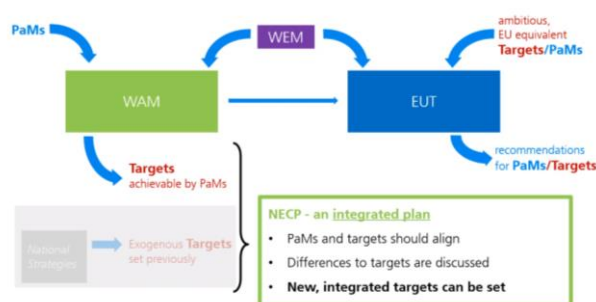 PaMs
WEM
ambitious,
EU equivalent
Targets/PaMs
WAM
EUT
Targets
achievable by PaMs
recommendations
for PaMs/Targets
National
Strategies
Exogenous Targets
set previously
NECP - an integrated plan
• PaMs and targets should align
• Differences to targets are discussed
• New, integrated targets can be set